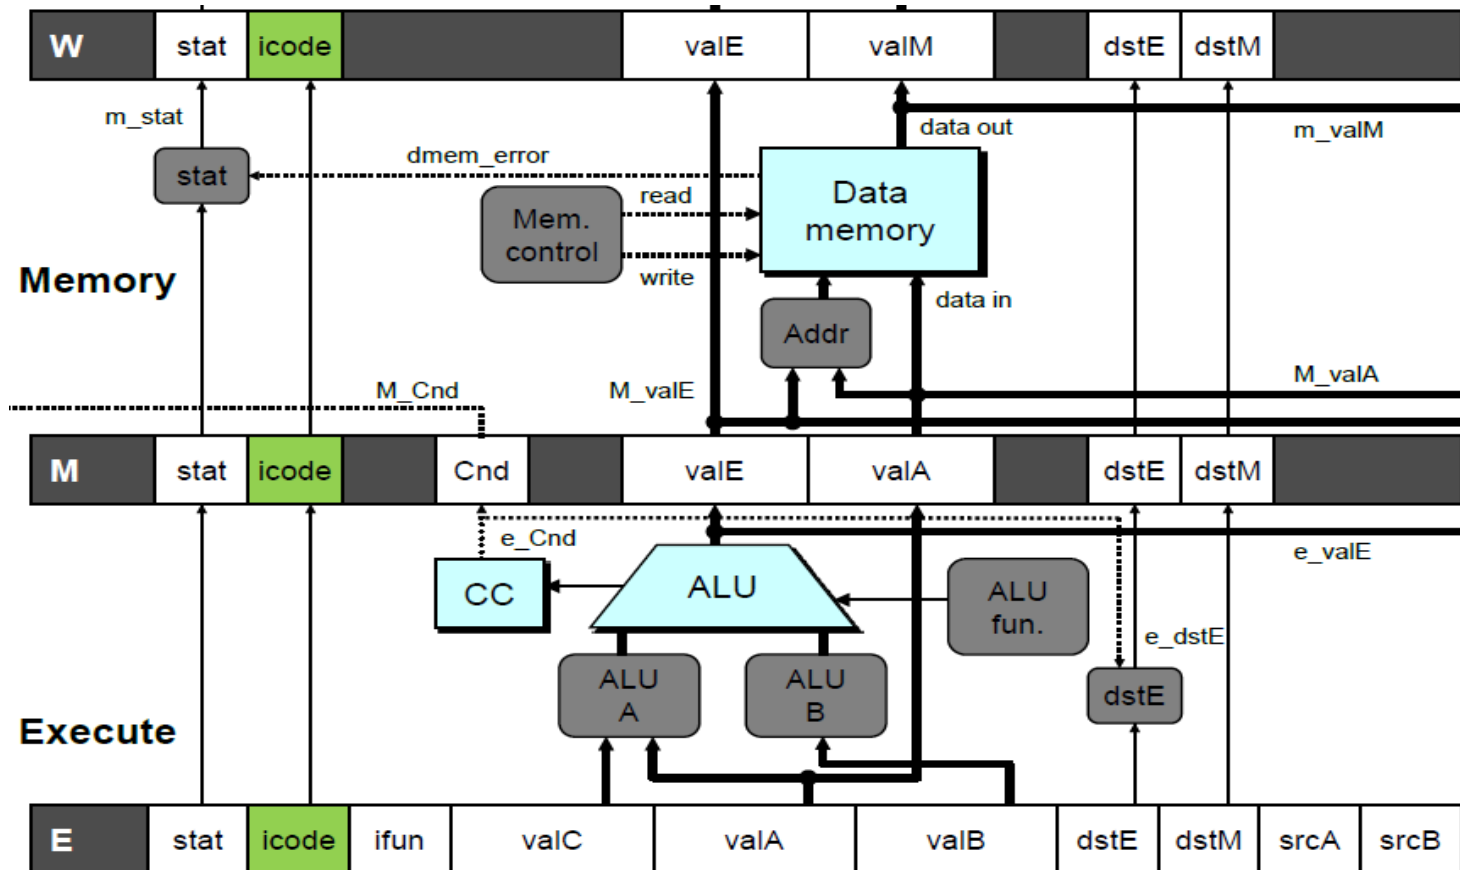 W stat icode valE valM dstE dstM
m_stat
data out
m_valM
dmem_error
stat
read
Mem.
control
write
Data
memory
Memory
data in
Addr
M_Cnd
M_valE
M_valA
M stat icode Cnd valE valA dstE dstM
e_Cnd
e_valE
CC
ALU
ALU
fun.
e_dstE
ALU
A
ALU
B
dstE
Execute
E stat icode ifun valC valA valB dstE dstM srcA srcB